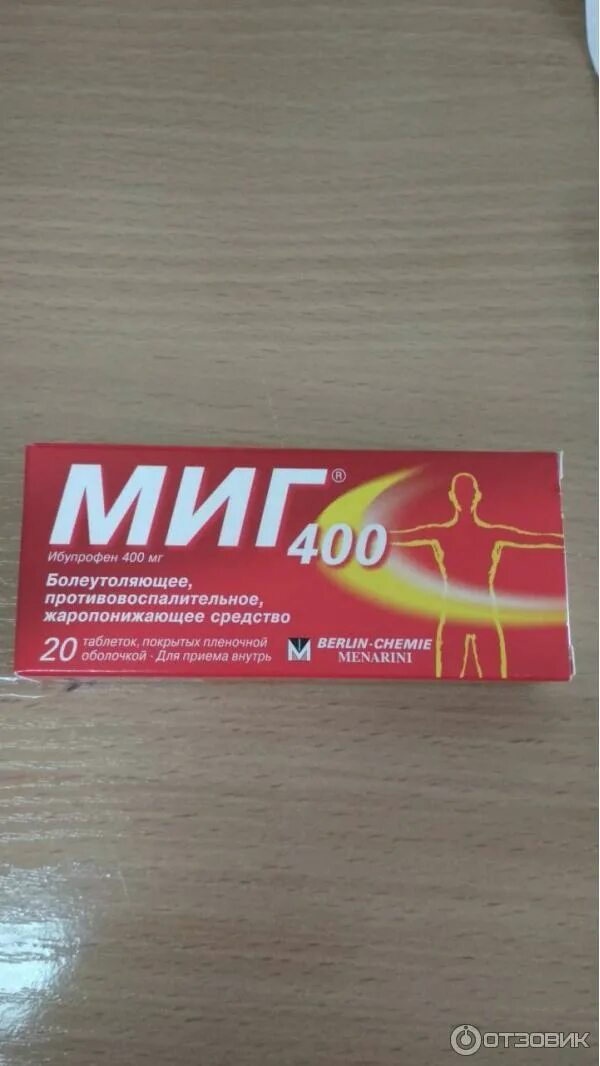 МИГ®400
Ибупрофен 400 мг
Болеутоляющее,
противовоспалительное,
жаропонижающее средство
20 таблеток, покрытых пленочной
оболочкой · Для приема внутрь
BERLIN-CHEMIE
MENARINI
ОТЗОВИК